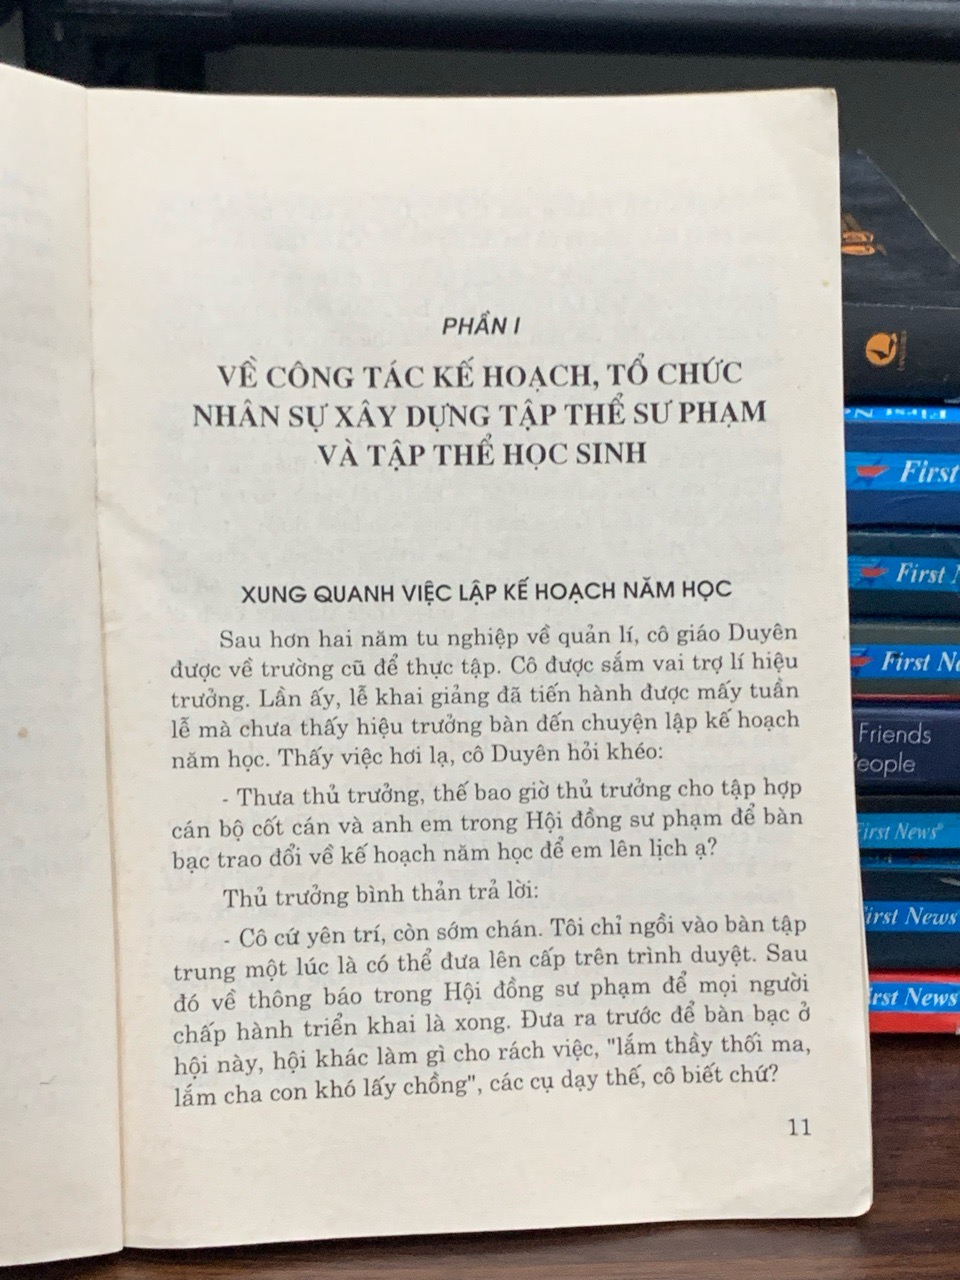 PHẦN I
VỀ CÔNG TÁC KẾ HOẠCH, TỔ CHỨC
NHÂN SỰ XÂY DỰNG TẬP THỂ SƯ PHẠM
VÀ TẬP THỂ HỌC SINH
XUNG QUANH VIỆC LẬP KẾ HOẠCH NĂM HỌC
Sau hơn hai năm tu nghiệp về quản lí, cô giáo Duyên
được về trường cũ để thực tập. Cô được sắm vai trợ lí hiệu
trưởng. Lần ấy, lễ khai giảng đã tiến hành được mấy tuần
lễ mà chưa thấy hiệu trưởng bàn đến chuyện lập kế hoạch
năm học. Thấy việc hơi lạ, cô Duyên hỏi khéo:
- Thưa thủ trưởng, thế bao giờ thủ trưởng cho tập hợp
cán bộ cốt cán và anh em trong Hội đồng sư phạm để bàn
bạc trao đổi về kế hoạch năm học để em lên lịch ạ?
Thủ trưởng bình thản trả lời:
- Cô cứ yên trí, còn sớm chán. Tôi chỉ ngồi vào bàn tập
trung một lúc là có thể đưa lên cấp trên trình duyệt. Sau
đó về thông báo trong Hội đồng sư phạm để mọi người
chấp hành triển khai là xong. Đưa ra trước để bàn bạc ở
hội này, hội khác làm gì cho rách việc, "lắm thầy thối ma,
lắm cha con khó lấy chồng", các cụ dạy thế, cô biết chứ?
11
First
First
First Ne
Friends
People
First News
First News
First News